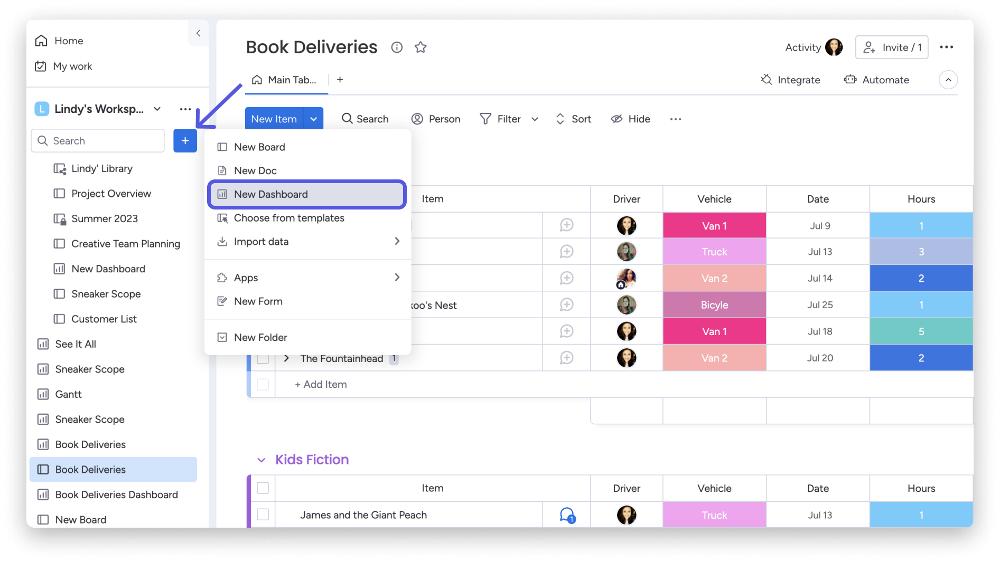 Home
My work
L Lindy's Worksp...
Search
Lindy' Library
Project Overview
Summer 2023
Creative Team Planning
New Dashboard
Sneaker Scope
Customer List
See It All
Sneaker Scope
Gantt
Sneaker Scope
Book Deliveries
Book Deliveries
Book Deliveries Dashboard
New Board
Book Deliveries
Activity
Invite / 1
Main Tab...
Integrate
Automate
New Item
Search
Person
Filter
Sort
Hide
New Board
New Doc
New Dashboard
Choose from templates
Import data
Apps
New Form
New Folder
Item Driver Vehicle Date Hours
Van 1 Jul 9 1
Truck Jul 13 3
Van 2 Jul 14 2
koo's Nest Bicyle Jul 25 1
Van 1 Jul 18 5
The Fountainhead 1 Van 2 Jul 20 2
+ Add Item
Kids Fiction
Item Driver Vehicle Date Hours
James and the Giant Peach 1 Truck Jul 13 1